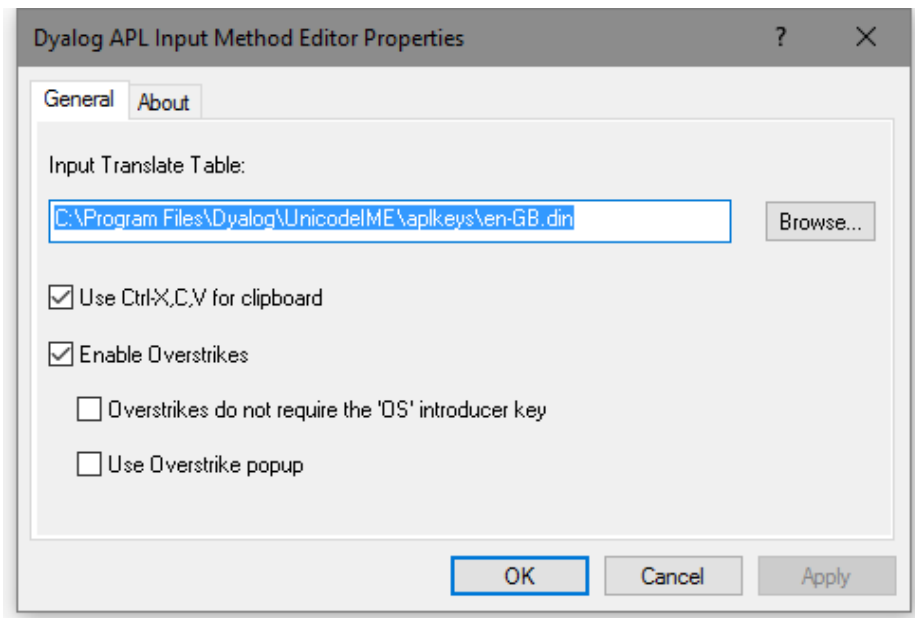 Dyalog APL Input Method Editor Properties ? ×
General About
Input Translate Table:
C:\Program Files\Dyalog\UnicodeIME\aplkeys\en-GB.din Browse...
Use Ctrl-X,C,V for clipboard
Enable Overstrikes
Overstrikes do not require the 'OS' introducer key
Use Overstrike popup
OK Cancel Apply